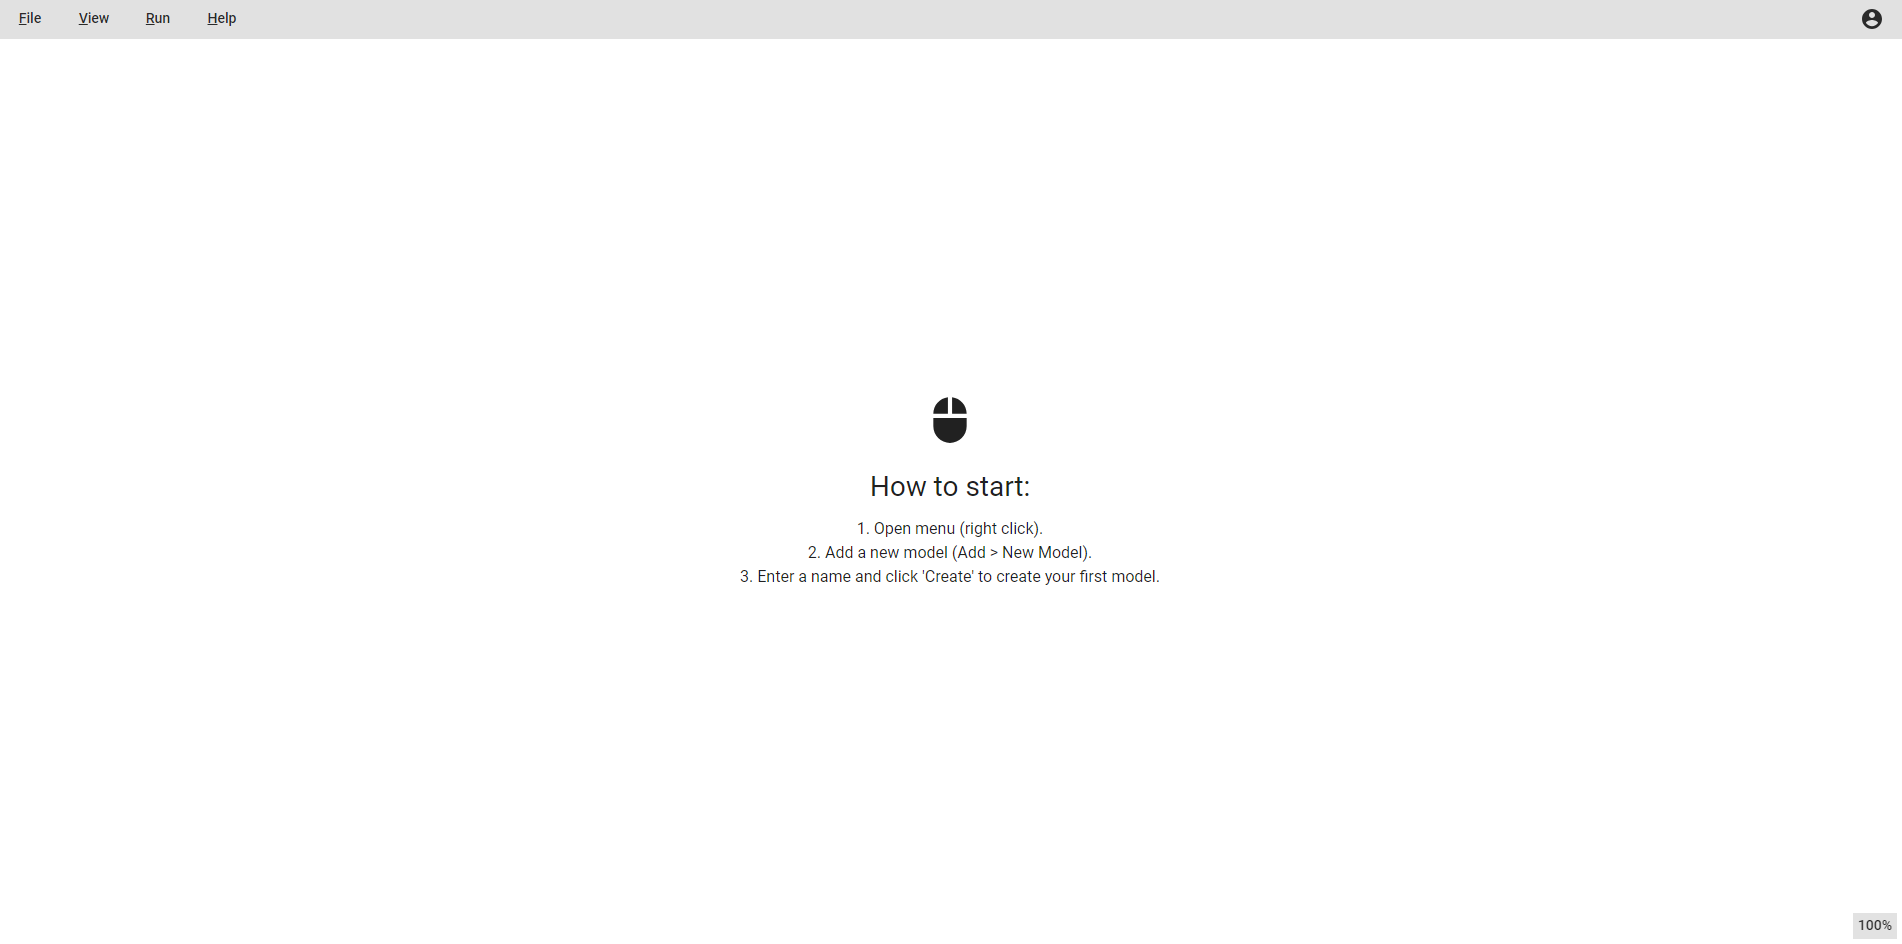 File View Run Help
How to start:
1. Open menu (right click).
2. Add a new model (Add > New Model).
3. Enter a name and click 'Create' to create your first model.
100%